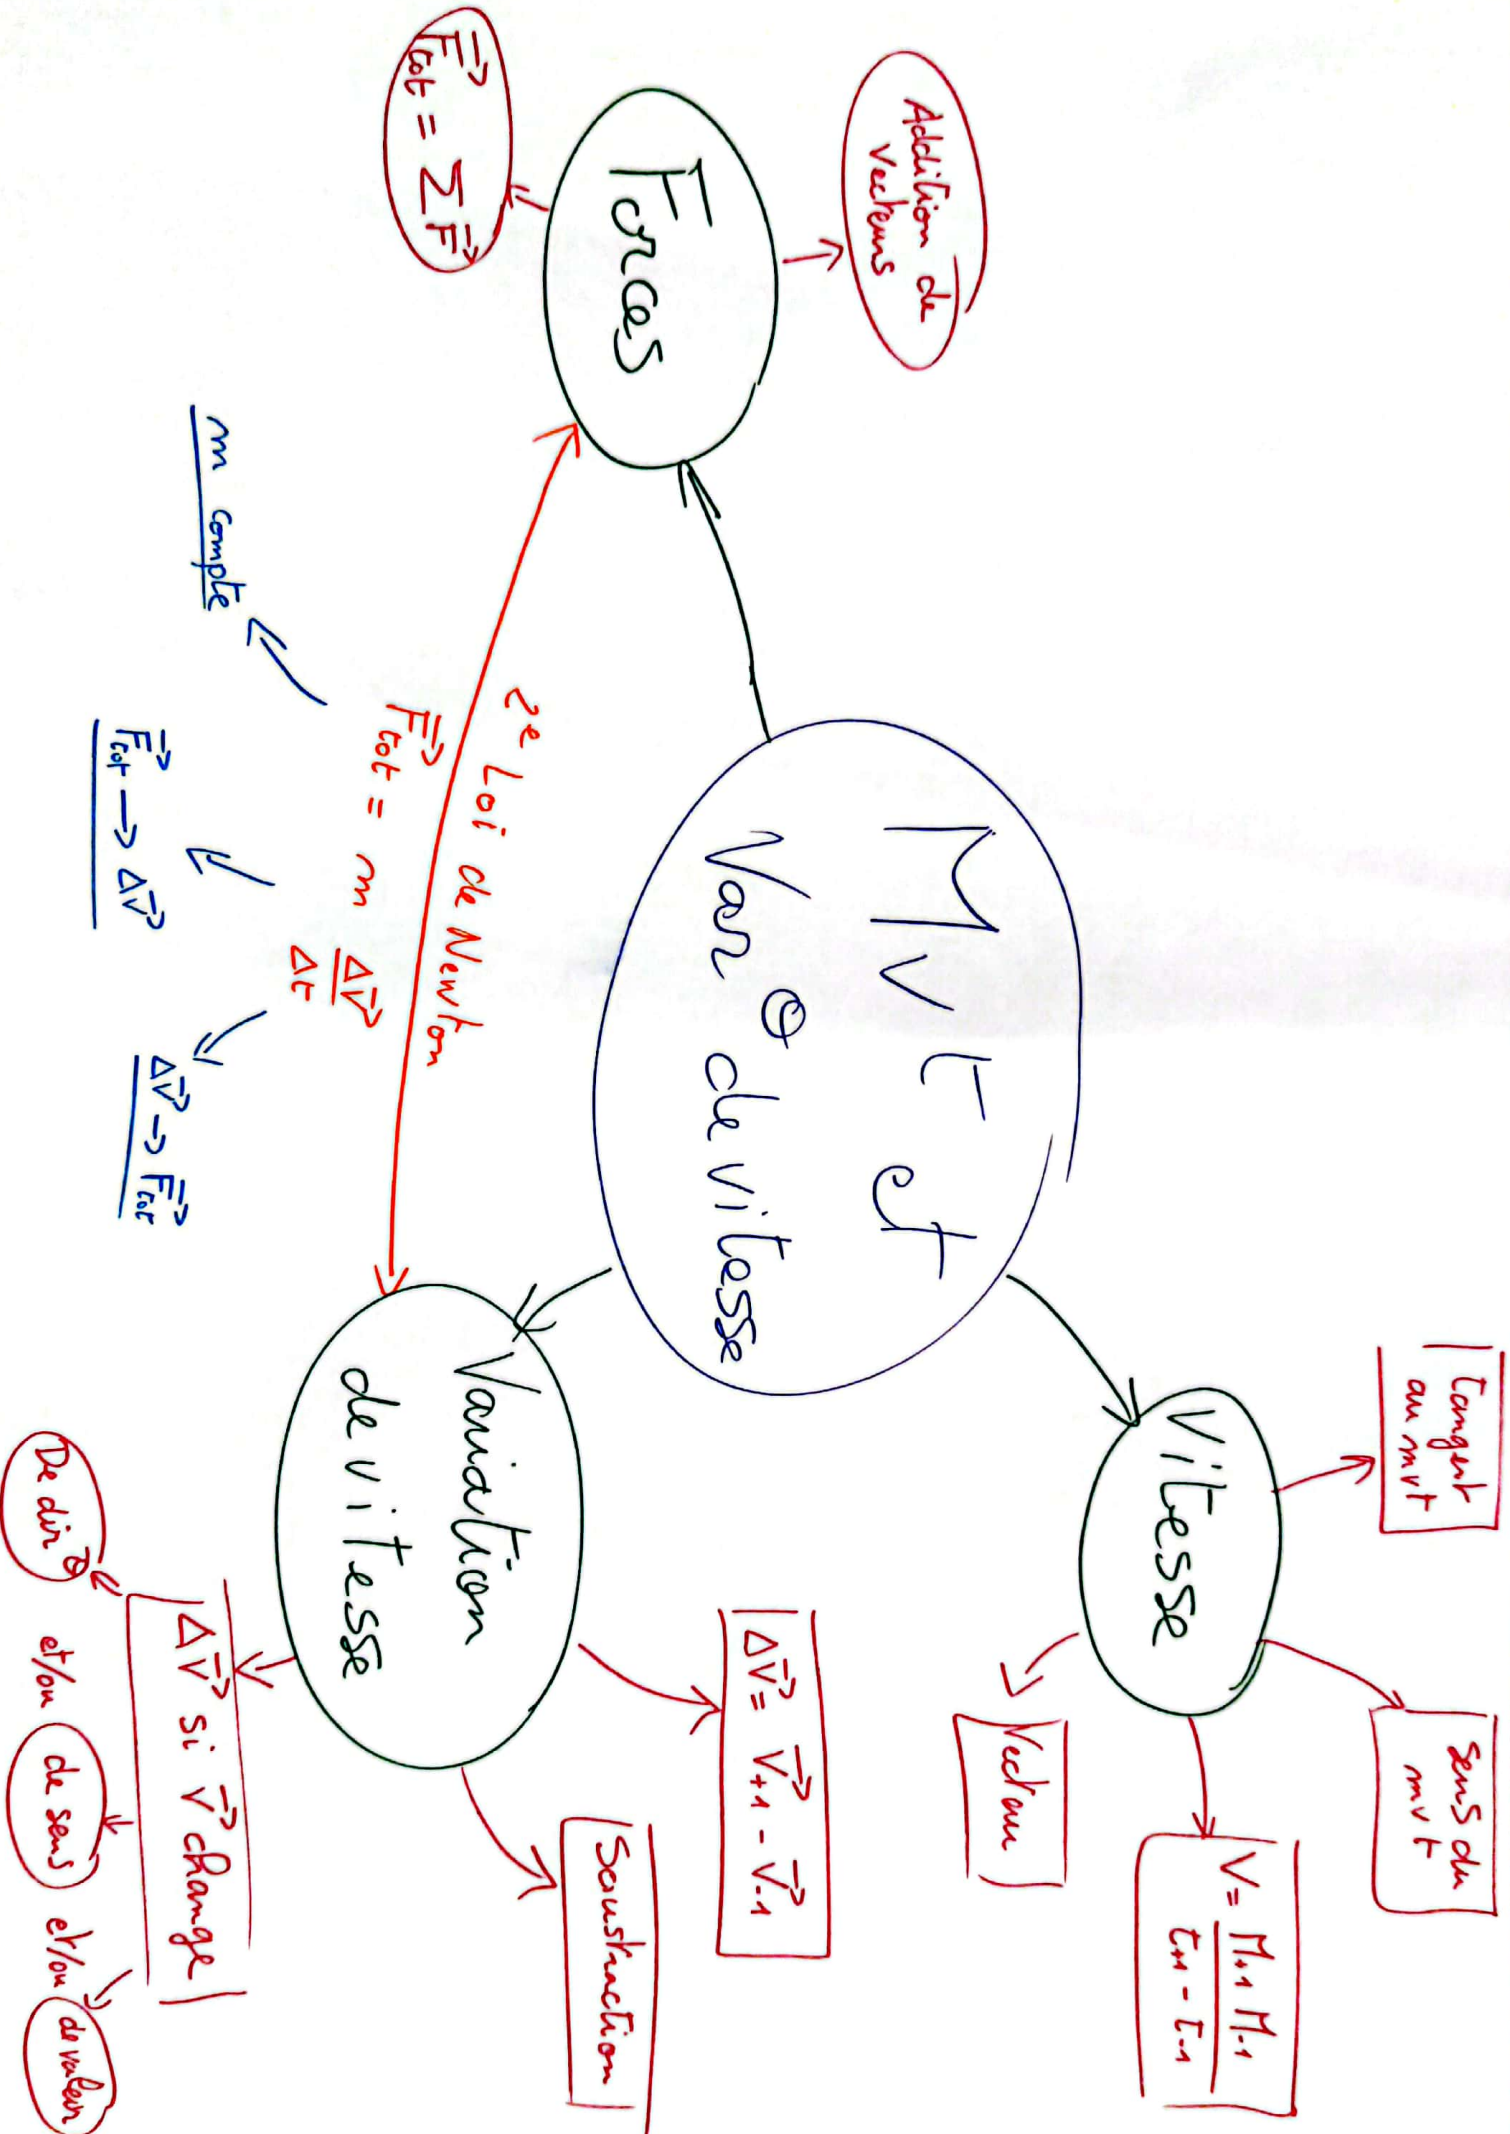 Mvt et
Var° de vitesse
Forces
Addition de
vecteurs
F⃗tot = Σ F⃗
2e Loi de Newton
F⃗tot = m Δv⃗
Δt
m compte
F⃗tot → Δv⃗
Δv⃗ → F⃗tot
Vitesse
tangent
au mvt
sens du
mvt
V = M+1 M-1
t+1 - t-1
Vecteur
Variation
de vitesse
Δv⃗ = v⃗+1 - v⃗-1
Soustraction
Δv⃗ si v⃗ change
De dir° et/ou de sens et/ou de valeur